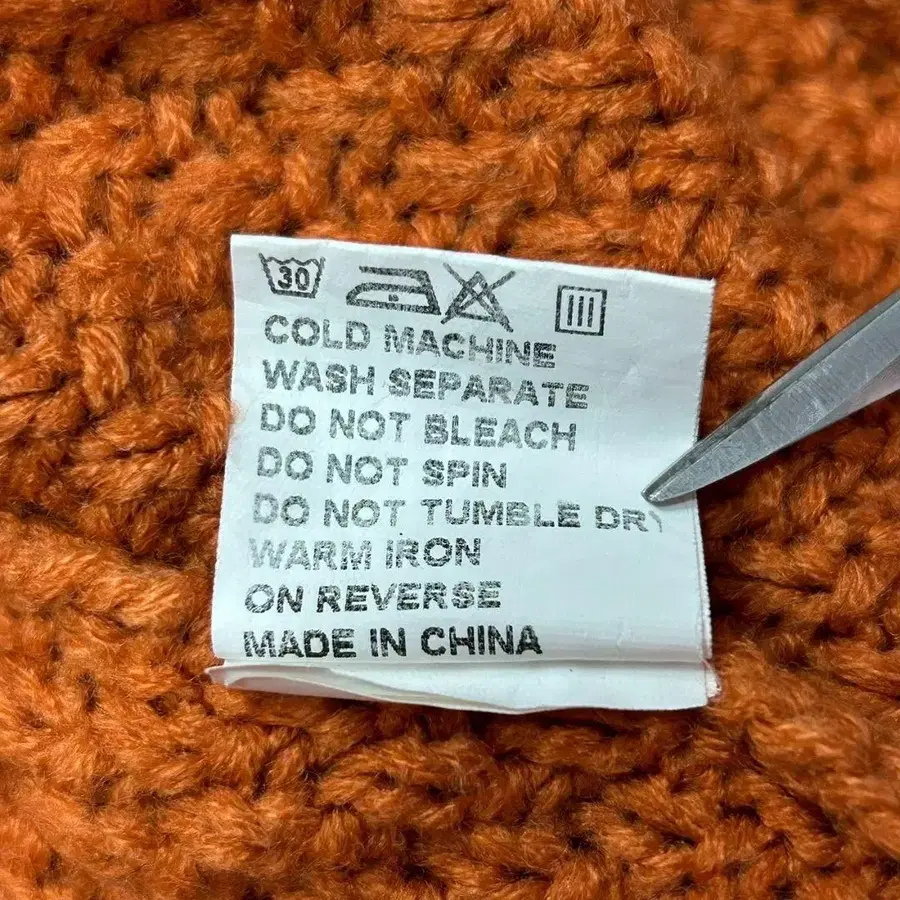 30
COLD MACHINE
WASH SEPARATE
DO NOT BLEACH
DO NOT SPIN
DO NOT TUMBLE DRY
WARM IRON
ON REVERSE
MADE IN CHINA